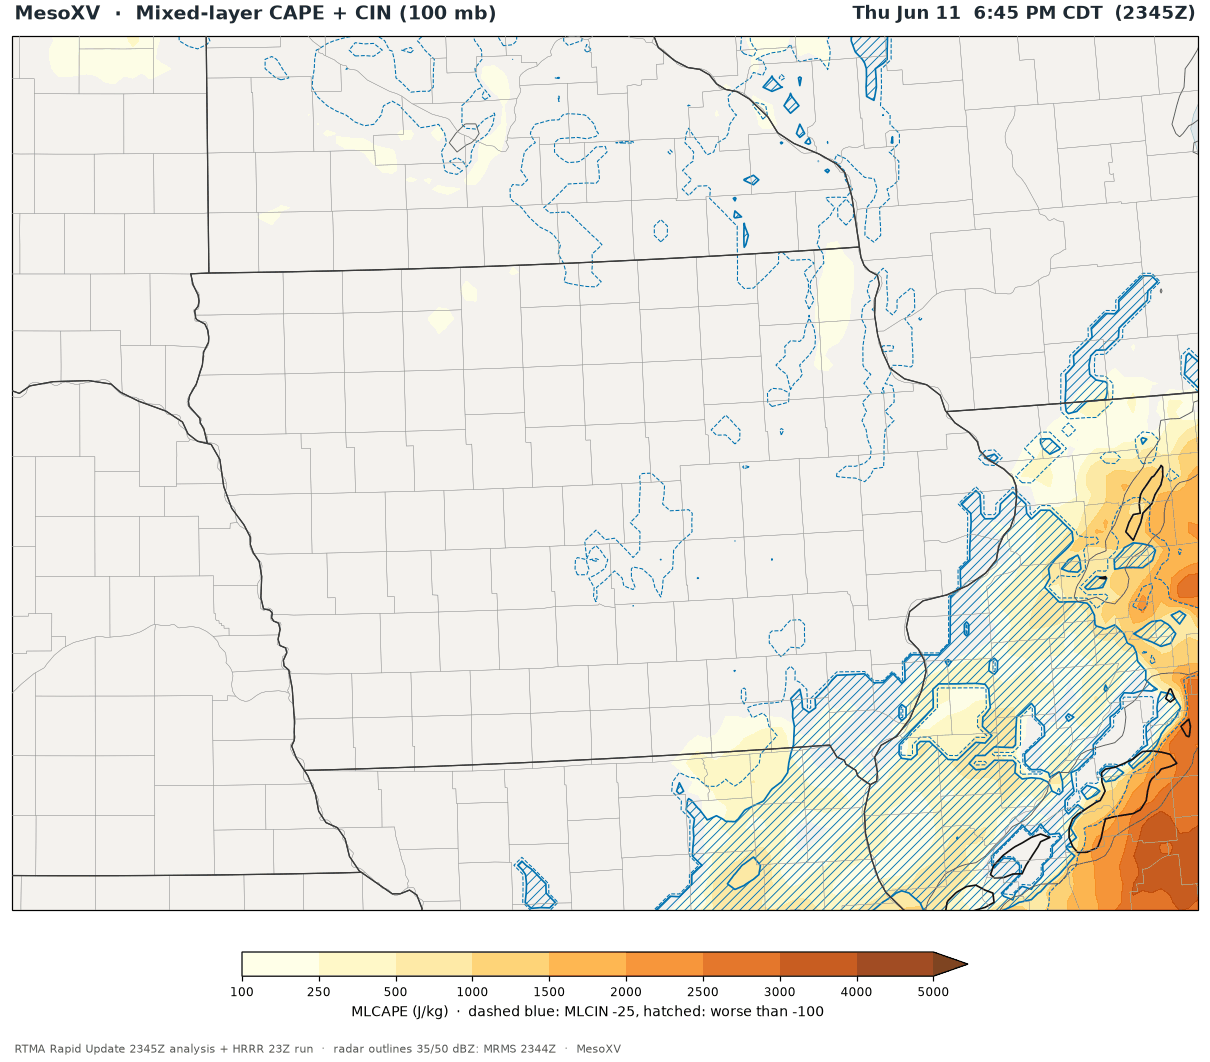 MesoXV · Mixed-layer CAPE + CIN (100 mb)
Thu Jun 11 6:45 PM CDT (2345Z)
100 250 500 1000 1500 2000 2500 3000 4000 5000
MLCAPE (J/kg) · dashed blue: MLCIN -25, hatched: worse than -100
RTMA Rapid Update 2345Z analysis + HRRR 23Z run · radar outlines 35/50 dBZ: MRMS 2344Z · MesoXV